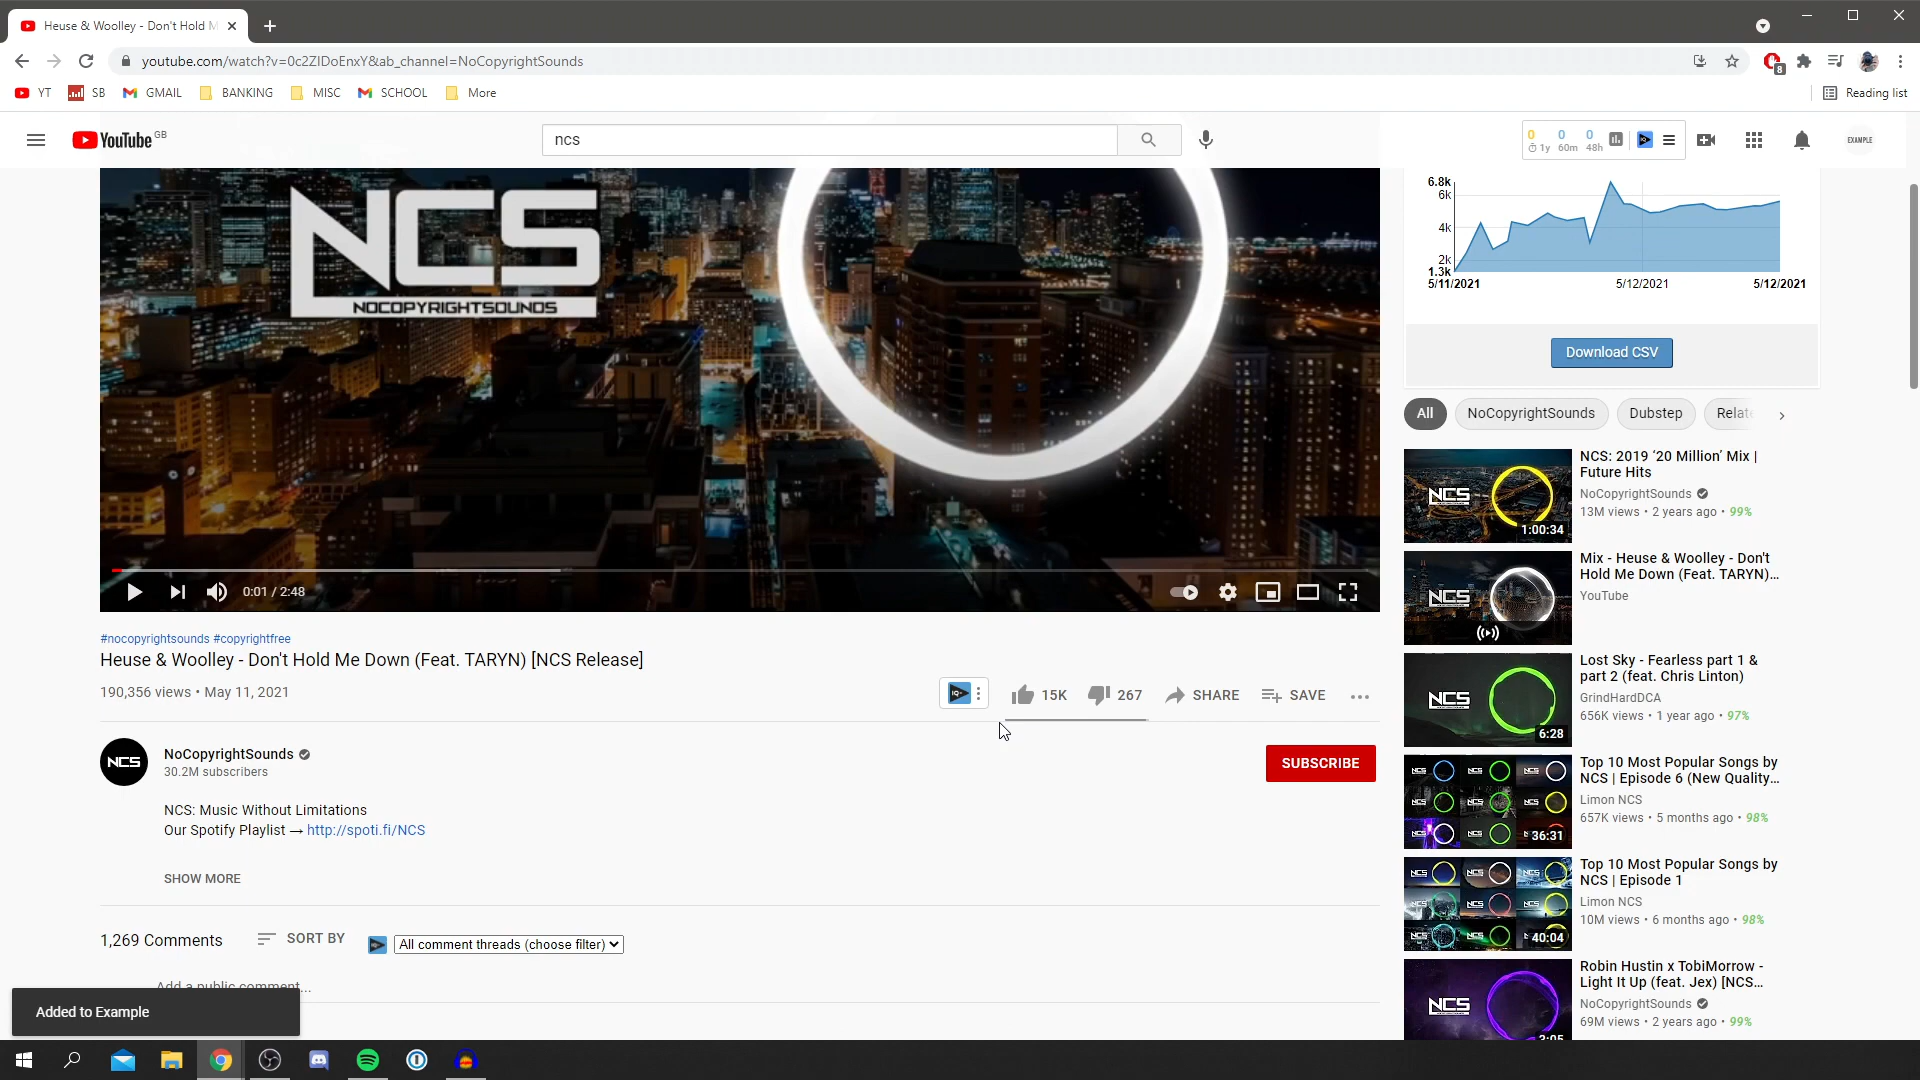 Heuse & Woolley - Don't Hold M
youtube.com/watch?v=0c2ZIDoEnxY&ab_channel=NoCopyrightSounds
8
YT
SB
GMAIL
BANKING
MISC
SCHOOL
More
Reading list
YouTube GB
ncs
0 0 0
1y 60m 48h
EXAMPLE
NCS
NOCOPYRIGHTSOUNDS
6.8k
6k
4k
2k
1.3k
5/11/2021 5/12/2021 5/12/2021
Download CSV
All
NoCopyrightSounds
Dubstep
Relate
0:01 / 2:48
#nocopyrightsounds #copyrightfree
Heuse & Woolley - Don't Hold Me Down (Feat. TARYN) [NCS Release]
190,356 views • May 11, 2021
IQ
15K
267
SHARE
SAVE
NCS
NoCopyrightSounds
30.2M subscribers
SUBSCRIBE
NCS: Music Without Limitations
Our Spotify Playlist → http://spoti.fi/NCS
SHOW MORE
1,269 Comments
SORT BY
All comment threads (choose filter)
Add a public comment...
Added to Example
NCS
1:00:34
NCS: 2019 '20 Million' Mix |
Future Hits
NoCopyrightSounds
13M views • 2 years ago • 99%
NCS
Mix - Heuse & Woolley - Don't
Hold Me Down (Feat. TARYN)...
YouTube
NCS
6:28
Lost Sky - Fearless part 1 &
part 2 (feat. Chris Linton)
GrindHardDCA
656K views • 1 year ago • 97%
36:31
Top 10 Most Popular Songs by
NCS | Episode 6 (New Quality...
Limon NCS
657K views • 5 months ago • 98%
40:04
Top 10 Most Popular Songs by
NCS | Episode 1
Limon NCS
10M views • 6 months ago • 98%
NCS
3:05
Robin Hustin x TobiMorrow -
Light It Up (feat. Jex) [NCS...
NoCopyrightSounds
69M views • 2 years ago • 99%